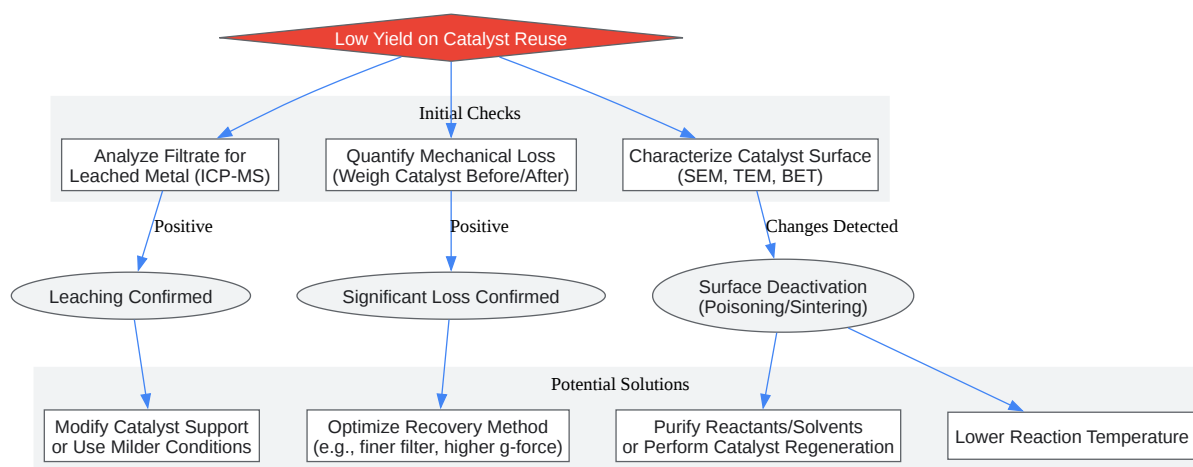 Low Yield on Catalyst Reuse
Initial Checks
Analyze Filtrate for
Leached Metal (ICP-MS)
Quantify Mechanical Loss
(Weigh Catalyst Before/After)
Characterize Catalyst Surface
(SEM, TEM, BET)
Positive
Positive
Changes Detected
Leaching Confirmed
Significant Loss Confirmed
Surface Deactivation
(Poisoning/Sintering)
Potential Solutions
Modify Catalyst Support
or Use Milder Conditions
Optimize Recovery Method
(e.g., finer filter, higher g-force)
Purify Reactants/Solvents
or Perform Catalyst Regeneration
Lower Reaction Temperature